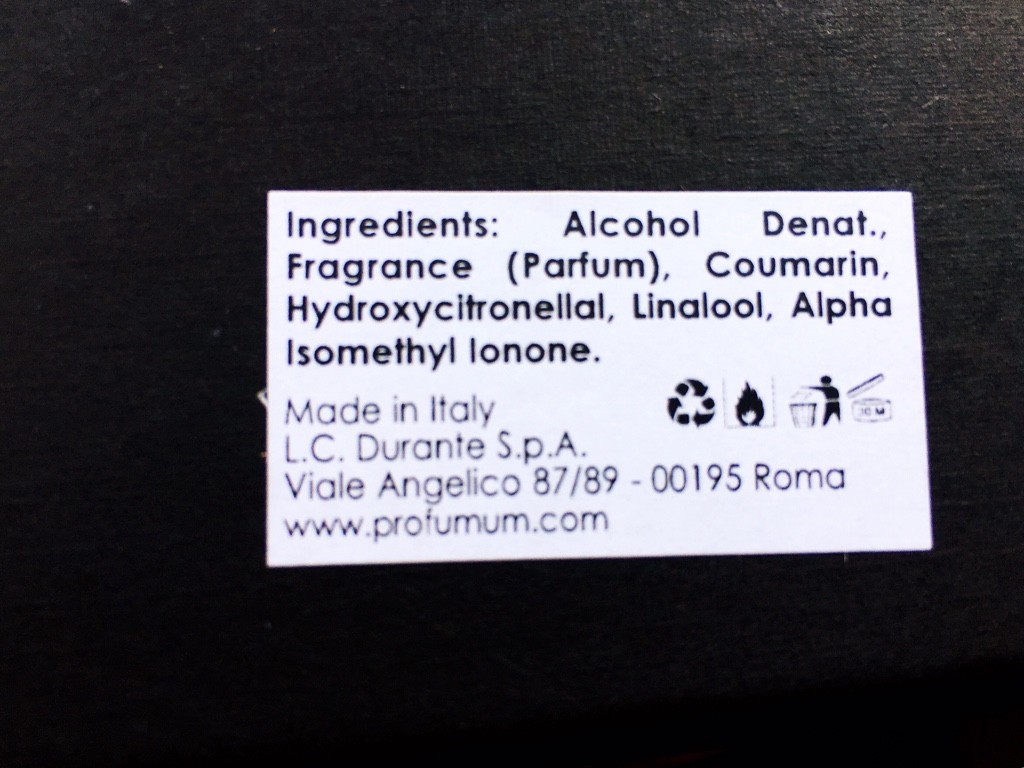 Ingredients: Alcohol Denat.,
Fragrance (Parfum), Coumarin,
Hydroxycitronellal, Linalool, Alpha
Isomethyl Ionone.
Made in Italy
L.C. Durante S.p.A.
Viale Angelico 87/89 - 00195 Roma
www.profumum.com